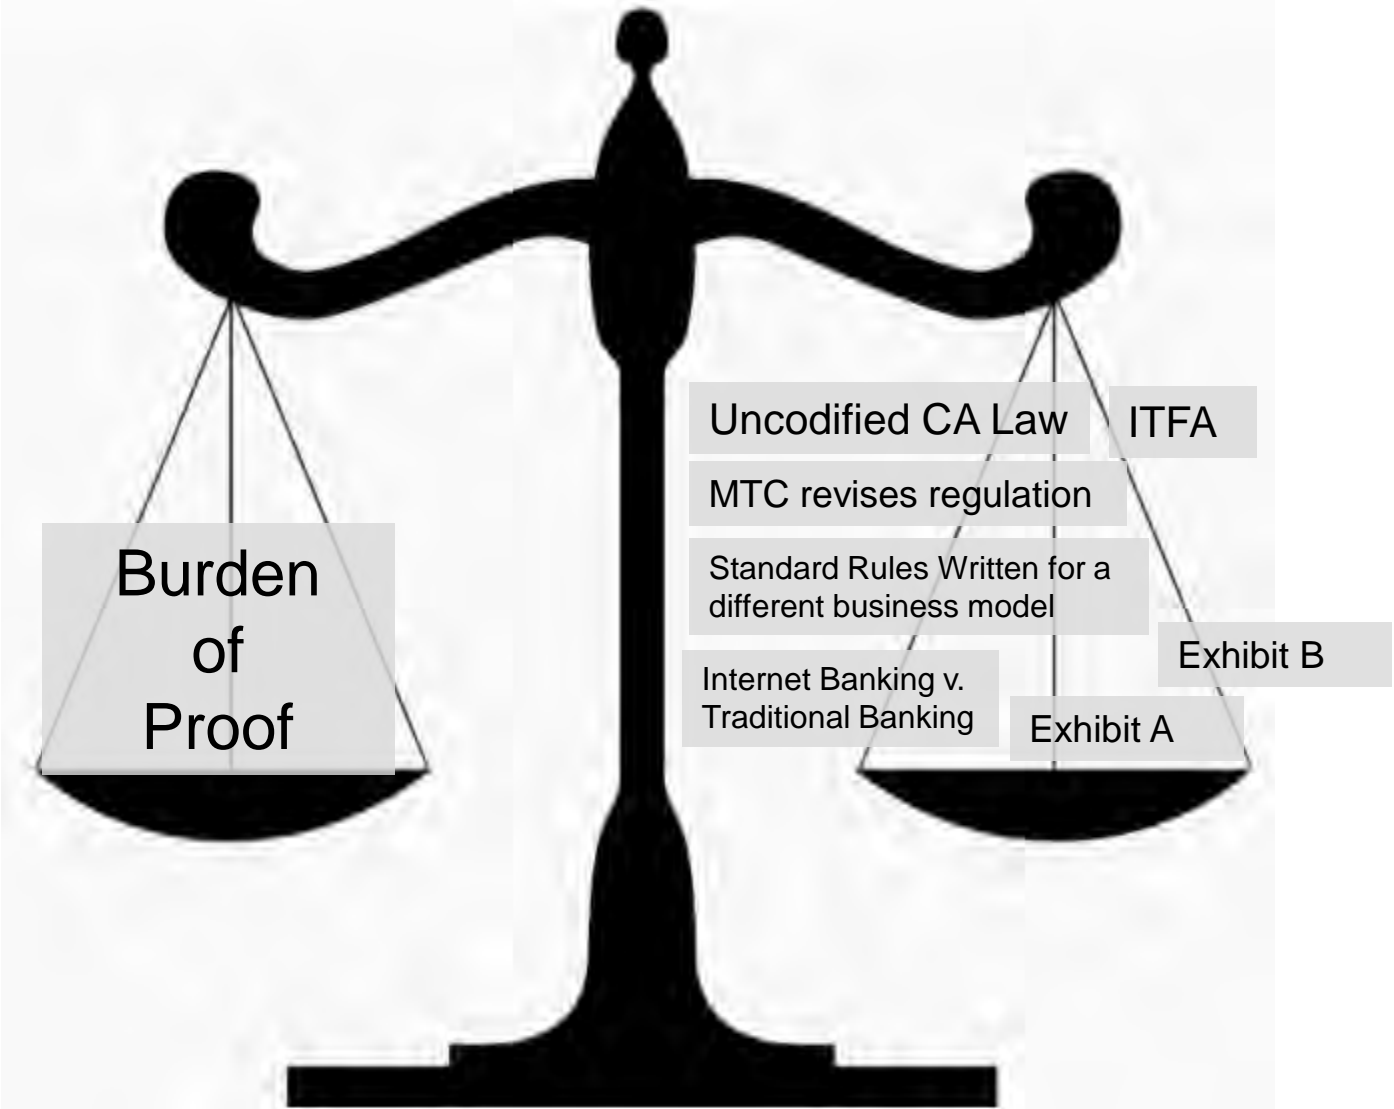 Burden
of
Proof
Uncodified CA Law
ITFA
MTC revises regulation
Standard Rules Written for a
different business model
Exhibit B
Internet Banking v.
Traditional Banking
Exhibit A